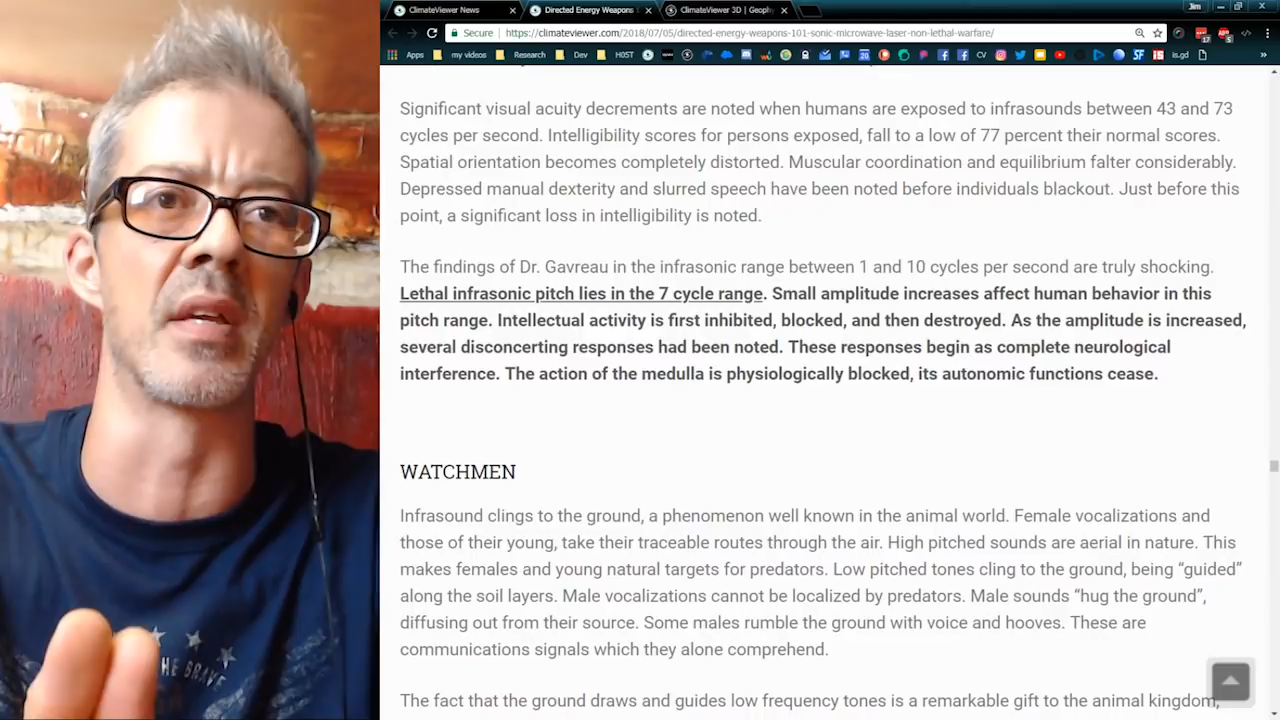 ClimateViewer News
Directed Energy Weapons
ClimateViewer 3D | Geoph
Jim
Secure | https://climateviewer.com/2018/07/05/directed-energy-weapons-101-sonic-microwave-laser-non-lethal-warfare/
Apps my videos Research Dev H0ST CV is.gd
Significant visual acuity decrements are noted when humans are exposed to infrasounds between 43 and 73
cycles per second. Intelligibility scores for persons exposed, fall to a low of 77 percent their normal scores.
Spatial orientation becomes completely distorted. Muscular coordination and equilibrium falter considerably.
Depressed manual dexterity and slurred speech have been noted before individuals blackout. Just before this
point, a significant loss in intelligibility is noted.
The findings of Dr. Gavreau in the infrasonic range between 1 and 10 cycles per second are truly shocking.
Lethal infrasonic pitch lies in the 7 cycle range. Small amplitude increases affect human behavior in this
pitch range. Intellectual activity is first inhibited, blocked, and then destroyed. As the amplitude is increased,
several disconcerting responses had been noted. These responses begin as complete neurological
interference. The action of the medulla is physiologically blocked, its autonomic functions cease.
WATCHMEN
Infrasound clings to the ground, a phenomenon well known in the animal world. Female vocalizations and
those of their young, take their traceable routes through the air. High pitched sounds are aerial in nature. This
makes females and young natural targets for predators. Low pitched tones cling to the ground, being “guided”
along the soil layers. Male vocalizations cannot be localized by predators. Male sounds “hug the ground”,
diffusing out from their source. Some males rumble the ground with voice and hooves. These are
communications signals which they alone comprehend.
The fact that the ground draws and guides low frequency tones is a remarkable gift to the animal kingdom,
THE BRAVE